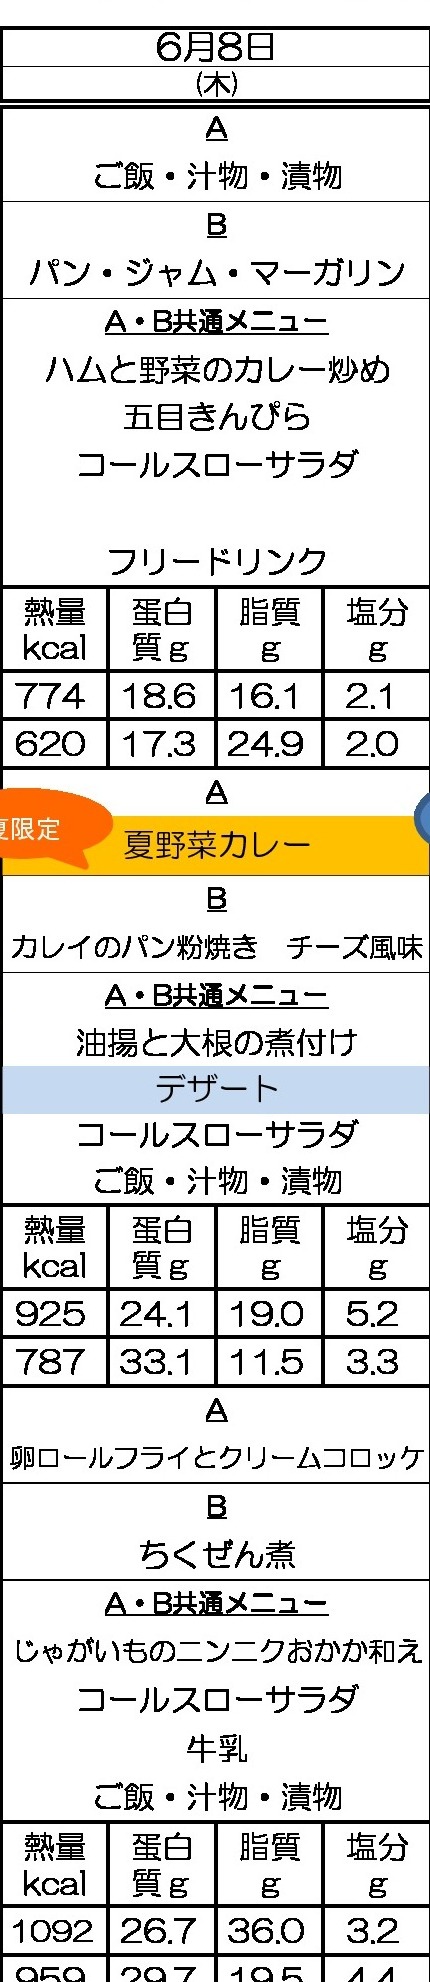 6月8日
(木)
A
ご飯・汁物・漬物
B
パン・ジャム・マーガリン
A・B共通メニュー
ハムと野菜のカレー炒め
五目きんぴら
コールスローサラダ
フリードリンク
熱量 蛋白 脂質 塩分
kcal 質g g g
774 18.6 16.1 2.1
620 17.3 24.9 2.0
A
夏限定
夏野菜カレー
B
カレイのパン粉焼き チーズ風味
A・B共通メニュー
油揚と大根の煮付け
デザート
コールスローサラダ
ご飯・汁物・漬物
熱量 蛋白 脂質 塩分
kcal 質g g g
925 24.1 19.0 5.2
787 33.1 11.5 3.3
A
卵ロールフライとクリームコロッケ
B
ちくぜん煮
A・B共通メニュー
じゃがいものニンニクおかか和え
コールスローサラダ
牛乳
ご飯・汁物・漬物
熱量 蛋白 脂質 塩分
kcal 質g g g
1092 26.7 36.0 3.2
959 29.7 19.5 4.4